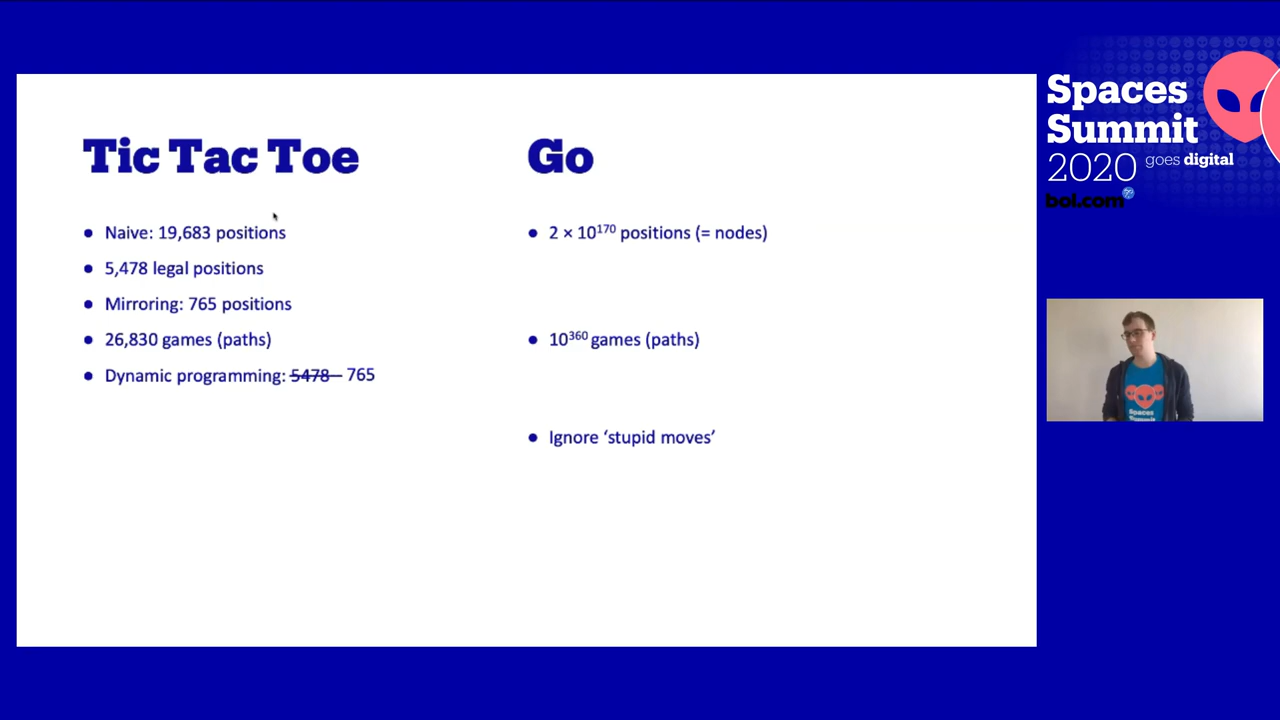 Tic Tac Toe
Naive: 19,683 positions
5,478 legal positions
Mirroring: 765 positions
26,830 games (paths)
Dynamic programming: 5478 765
Go
2 × 10¹⁷⁰ positions (= nodes)
10³⁶⁰ games (paths)
Ignore ‘stupid moves’
Spaces
Summit
2020 goes digital
bol.com
Spaces
Summit